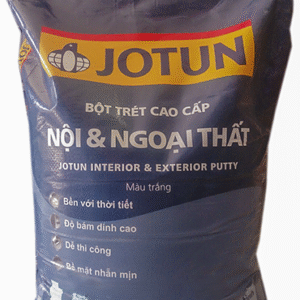 JOTUN
BỘT TRÉT CAO CẤP
NỘI & NGOẠI THẤT
JOTUN INTERIOR & EXTERIOR PUTTY
Màu trắng
Bền với thời tiết
Độ bám dính cao
Dễ thi công
Bề mặt nhẵn mịn